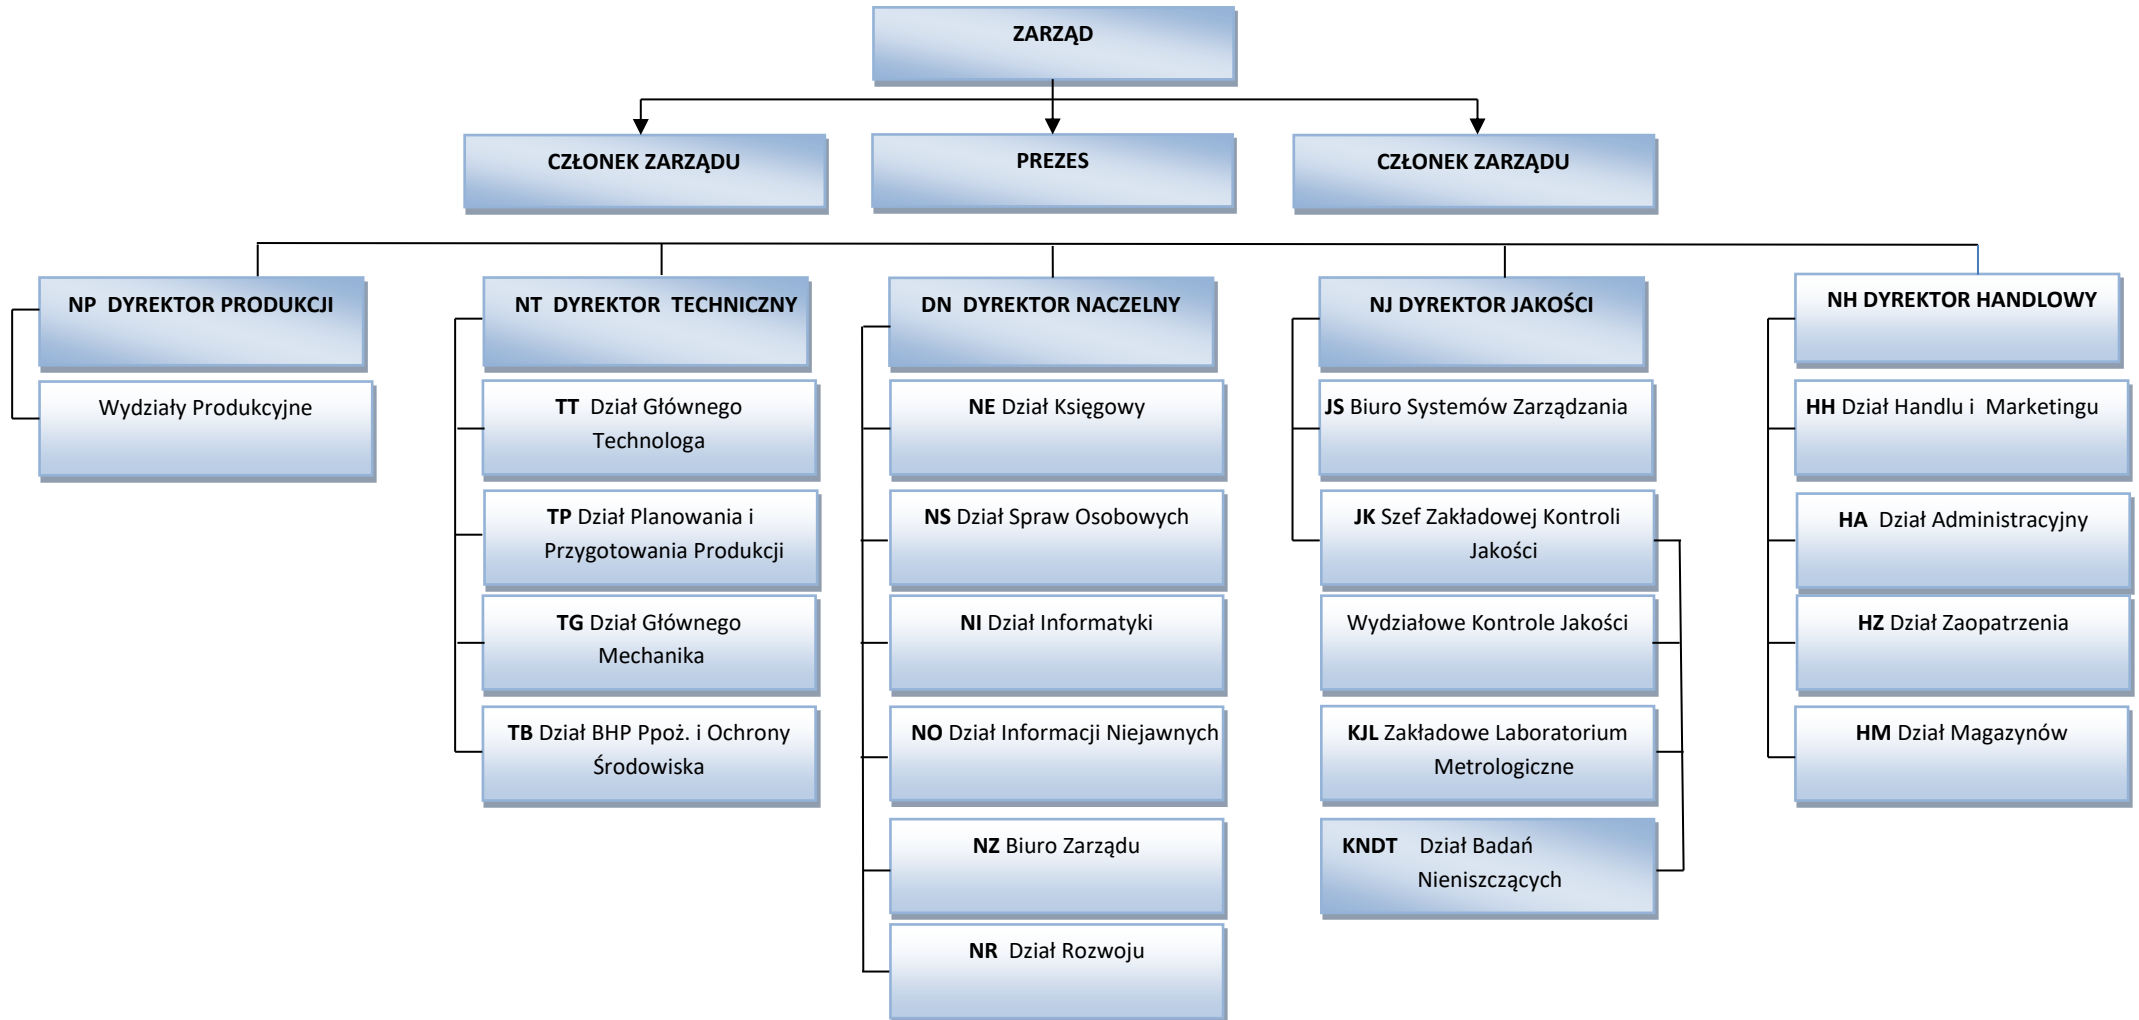 ZARZĄD
CZŁONEK ZARZĄDU
PREZES
CZŁONEK ZARZĄDU
NP DYREKTOR PRODUKCJI
Wydziały Produkcyjne
NT DYREKTOR TECHNICZNY
TT Dział Głównego
Technologa
TP Dział Planowania i
Przygotowania Produkcji
TG Dział Głównego
Mechanika
TB Dział BHP Ppoż. i Ochrony
Środowiska
DN DYREKTOR NACZELNY
NE Dział Księgowy
NS Dział Spraw Osobowych
NI Dział Informatyki
NO Dział Informacji Niejawnych
NZ Biuro Zarządu
NR Dział Rozwoju
NJ DYREKTOR JAKOŚCI
JS Biuro Systemów Zarządzania
JK Szef Zakładowej Kontroli
Jakości
Wydziałowe Kontrole Jakości
KJL Zakładowe Laboratorium
Metrologiczne
KNDT Dział Badań
Nieniszczących
NH DYREKTOR HANDLOWY
HH Dział Handlu i Marketingu
HA Dział Administracyjny
HZ Dział Zaopatrzenia
HM Dział Magazynów